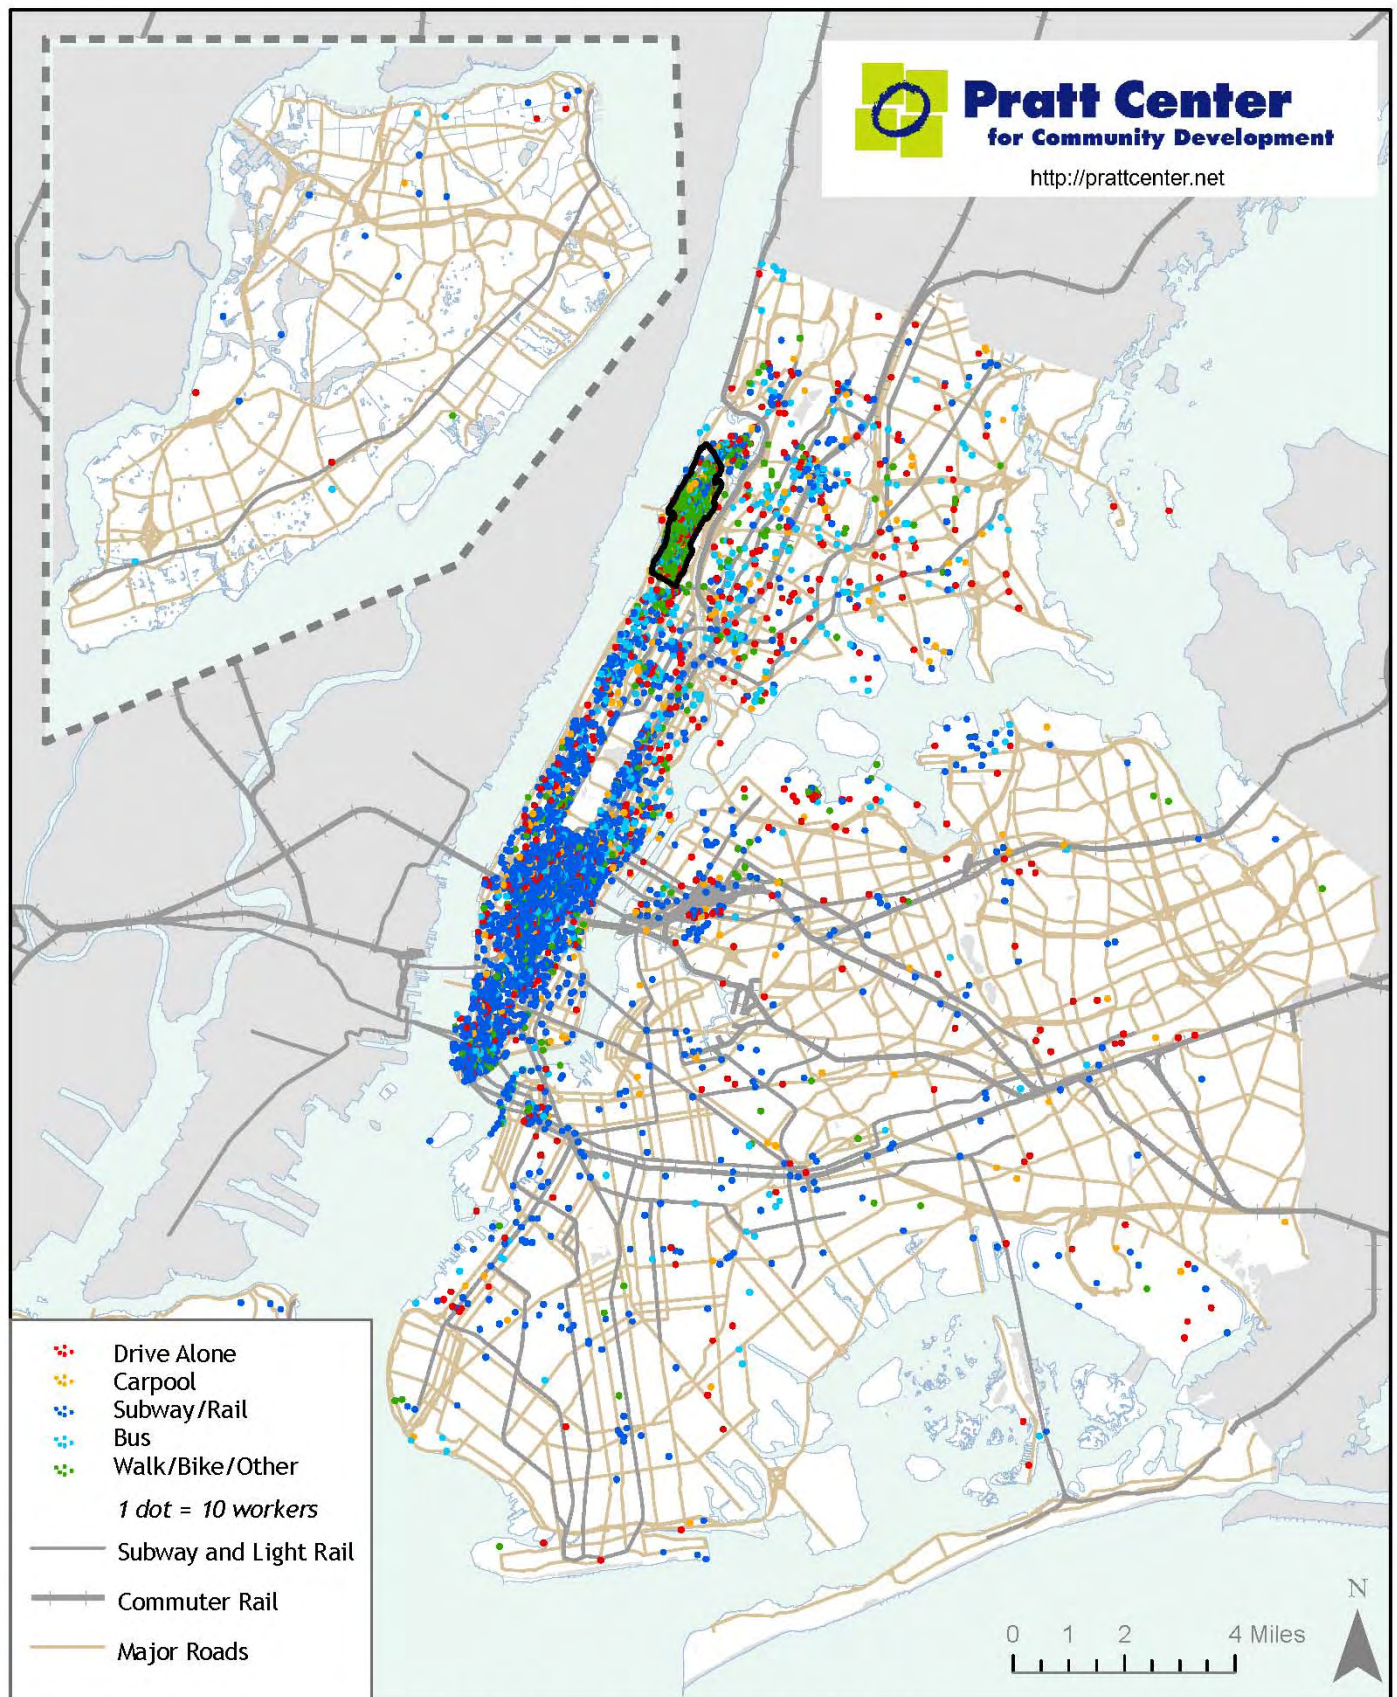 Pratt Center
for Community Development
http://prattcenter.net
Drive Alone
Carpool
Subway/Rail
Bus
Walk/Bike/Other
1 dot = 10 workers
Subway and Light Rail
Commuter Rail
Major Roads
N
0 1 2 4 Miles